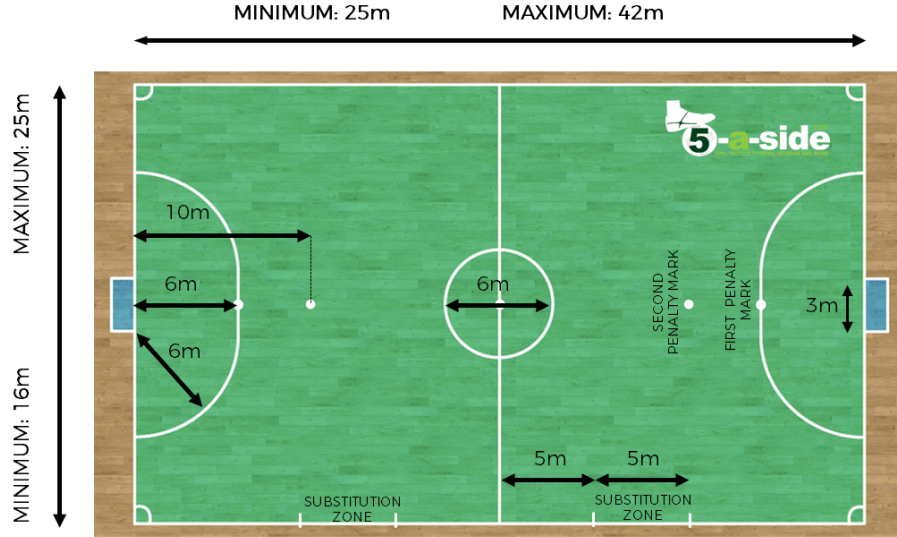 MINIMUM: 25m MAXIMUM: 42m
MAXIMUM: 25m
MINIMUM: 16m
5-a-side
10m
6m
6m
6m
SECOND
PENALTY MARK
FIRST PENALTY
MARK
3m
5m 5m
SUBSTITUTION
ZONE
SUBSTITUTION
ZONE